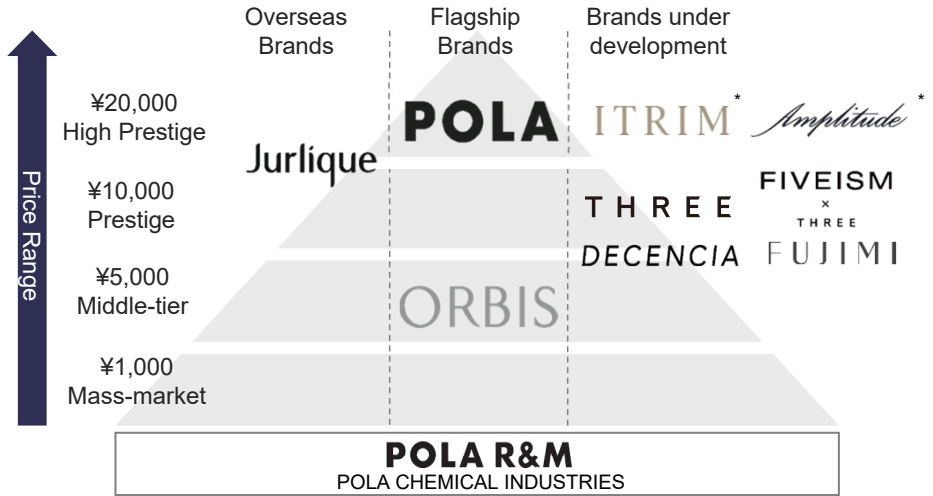 Overseas
Brands
Flagship
Brands
Brands under
development
Price Range
¥20,000
High Prestige
¥10,000
Prestige
¥5,000
Middle-tier
¥1,000
Mass-market
Jurlique
POLA
ORBIS
ITRIM*
Amplitude*
THREE
FIVEISM
×
THREE
DECENCIA
FUJIMI
POLA R&M
POLA CHEMICAL INDUSTRIES